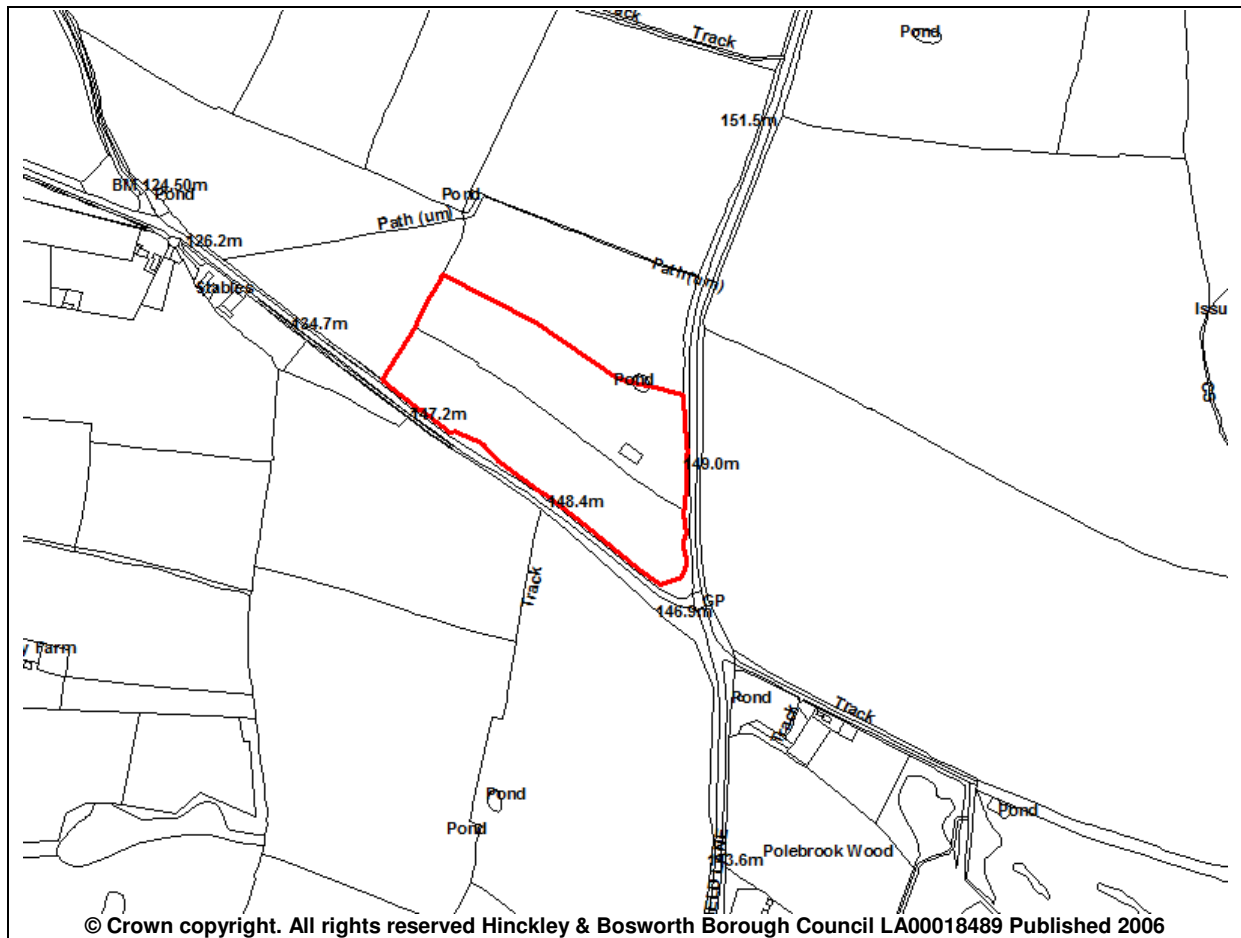 Track
Pond
151.5m
BM 124.50m
Pond
Pond
Path (um)
126.2m
Path (um)
Stables
Issu
134.7m
Pond
147.2m
149.0m
148.4m
Track
GP
146.9m
y Farm
Pond
Track
Track
Pond
Pond
Pond
Polebrook Wood
© Crown copyright. All rights reserved Hinckley & Bosworth Borough Council LA00018489 Published 2006